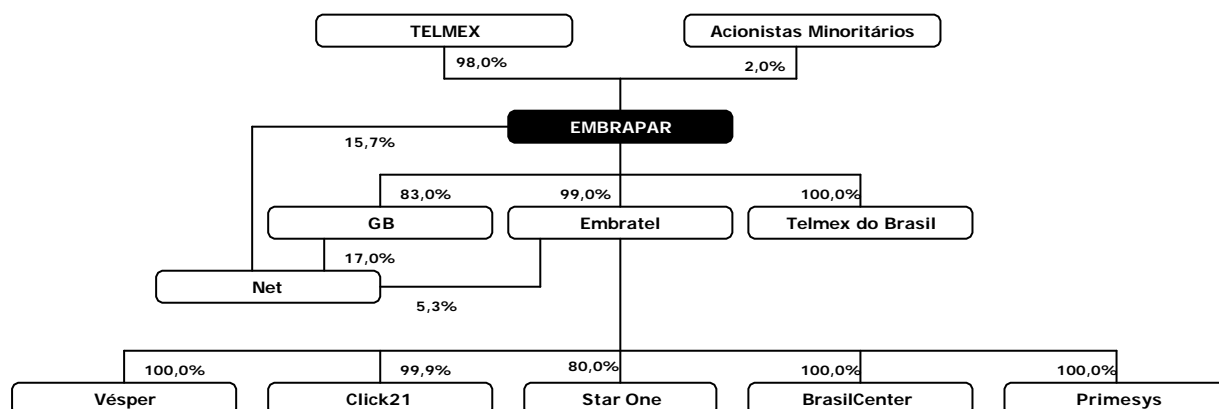 TELMEX
Acionistas Minoritários
98,0%
2,0%
EMBRAPAR
15,7%
83,0%
99,0%
100,0%
GB
Embratel
Telmex do Brasil
17,0%
Net
5,3%
100,0%
99,9%
80,0%
100,0%
100,0%
Vésper
Click21
Star One
BrasilCenter
Primesys